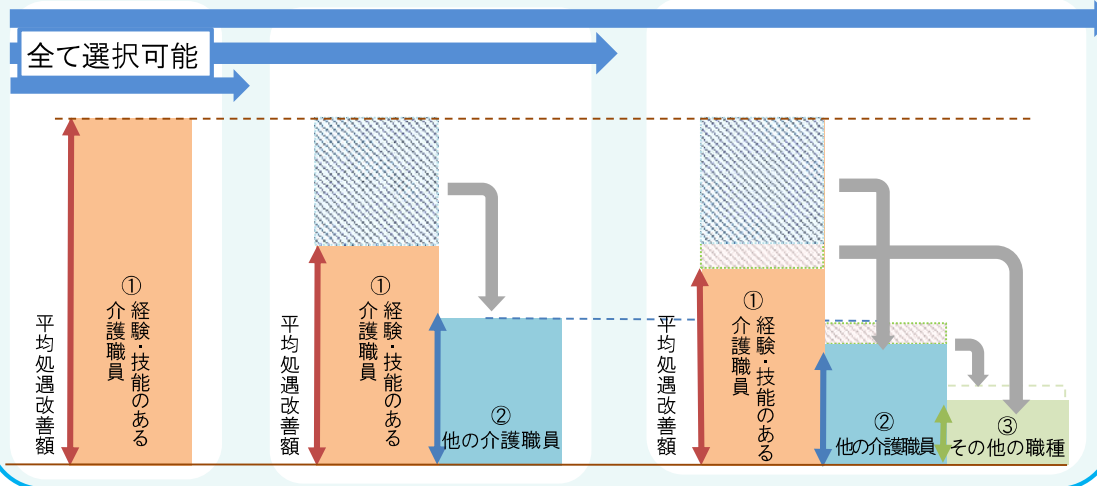 全て選択可能
平均処遇改善額
①
経験・技能のある
介護職員
平均処遇改善額
①
経験・技能のある
介護職員
②
他の介護職員
平均処遇改善額
①
経験・技能のある
介護職員
②
他の介護職員
③
その他の職種